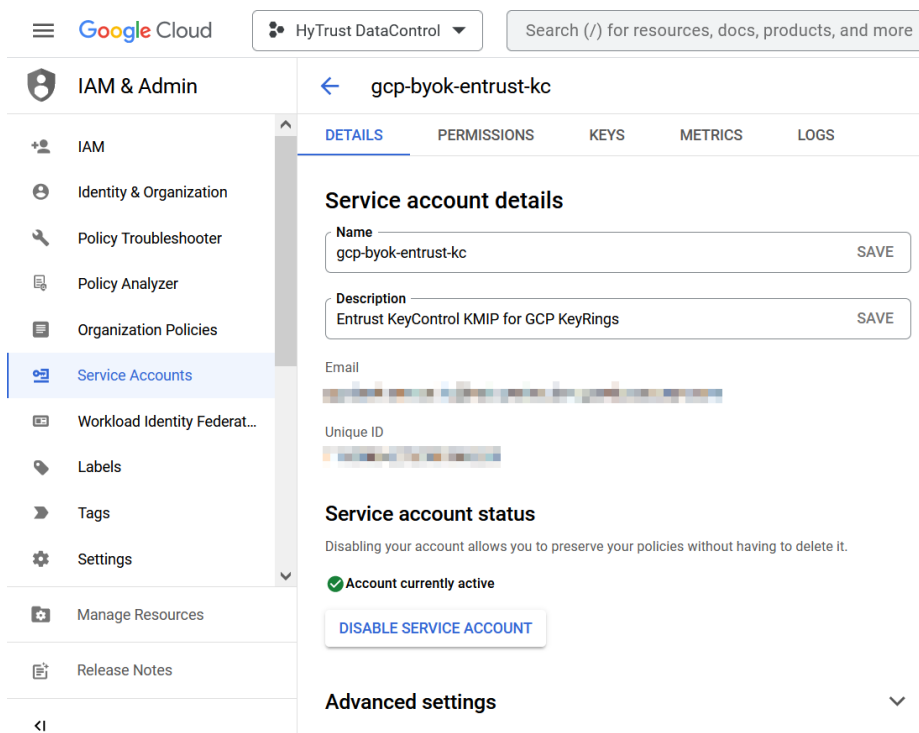 Google Cloud
HyTrust DataControl
Search (/) for resources, docs, products, and more
IAM & Admin
gcp-byok-entrust-kc
DETAILS PERMISSIONS KEYS METRICS LOGS
IAM
Identity & Organization
Policy Troubleshooter
Policy Analyzer
Organization Policies
Service Accounts
Workload Identity Federat...
Labels
Tags
Settings
Manage Resources
Release Notes
Service account details
Name
gcp-byok-entrust-kc SAVE
Description
Entrust KeyControl KMIP for GCP KeyRings SAVE
Email
Unique ID
Service account status
Disabling your account allows you to preserve your policies without having to delete it.
Account currently active
DISABLE SERVICE ACCOUNT
Advanced settings